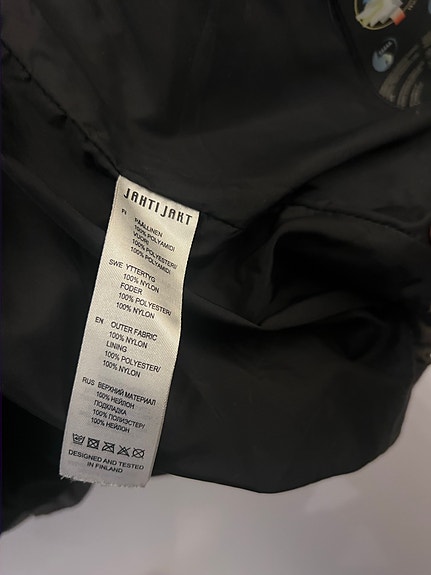 JAHTIJAKT
FI PÄÄLLINEN
100% POLYAMIDI
VUORI
100% POLYESTERI/
100% POLYAMIDI
SWE YTTERTYG
100% NYLON
FODER
100% POLYESTER/
100% NYLON
EN OUTER FABRIC
100% NYLON
LINING
100% POLYESTER/
100% NYLON
RUS ВЕРХНИЙ МАТЕРИАЛ
100% НЕЙЛОН
ПОДКЛАДКА
100% ПОЛИЭСТЕР/
100% НЕЙЛОН
DESIGNED AND TESTED
IN FINLAND